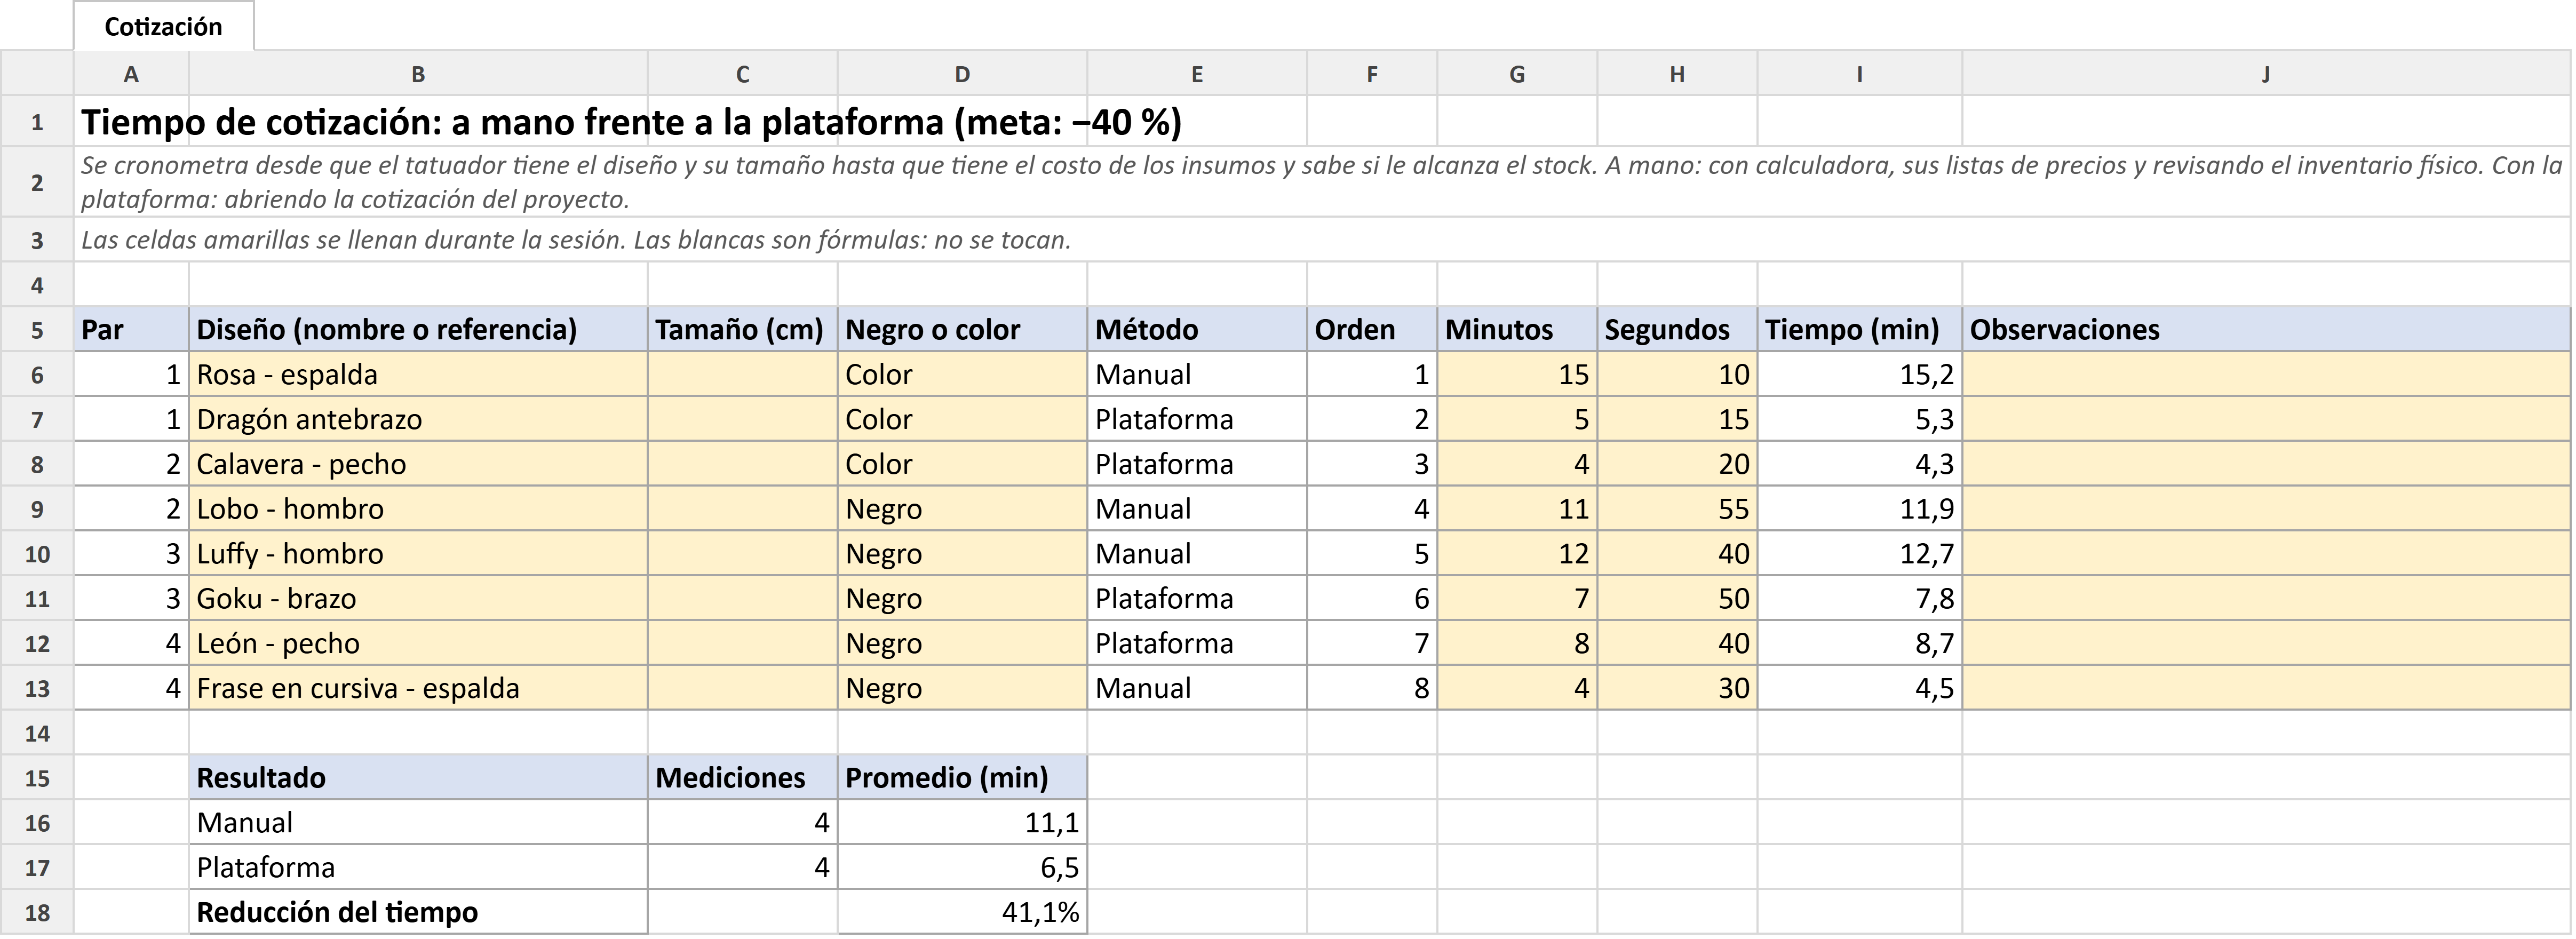 Cotización
A B C D E F G H I J
1 Tiempo de cotización: a mano frente a la plataforma (meta: −40 %)
2 Se cronometra desde que el tatuador tiene el diseño y su tamaño hasta que tiene el costo de los insumos y sabe si le alcanza el stock. A mano: con calculadora, sus listas de precios y revisando el inventario físico. Con la
plataforma: abriendo la cotización del proyecto.
3 Las celdas amarillas se llenan durante la sesión. Las blancas son fórmulas: no se tocan.
4
5 Par Diseño (nombre o referencia) Tamaño (cm) Negro o color Método Orden Minutos Segundos Tiempo (min) Observaciones
6 1 Rosa - espalda Color Manual 1 15 10 15,2
7 1 Dragón antebrazo Color Plataforma 2 5 15 5,3
8 2 Calavera - pecho Color Plataforma 3 4 20 4,3
9 2 Lobo - hombro Negro Manual 4 11 55 11,9
10 3 Luffy - hombro Negro Manual 5 12 40 12,7
11 3 Goku - brazo Negro Plataforma 6 7 50 7,8
12 4 León - pecho Negro Plataforma 7 8 40 8,7
13 4 Frase en cursiva - espalda Negro Manual 8 4 30 4,5
14
15 Resultado Mediciones Promedio (min)
16 Manual 4 11,1
17 Plataforma 4 6,5
18 Reducción del tiempo 41,1%